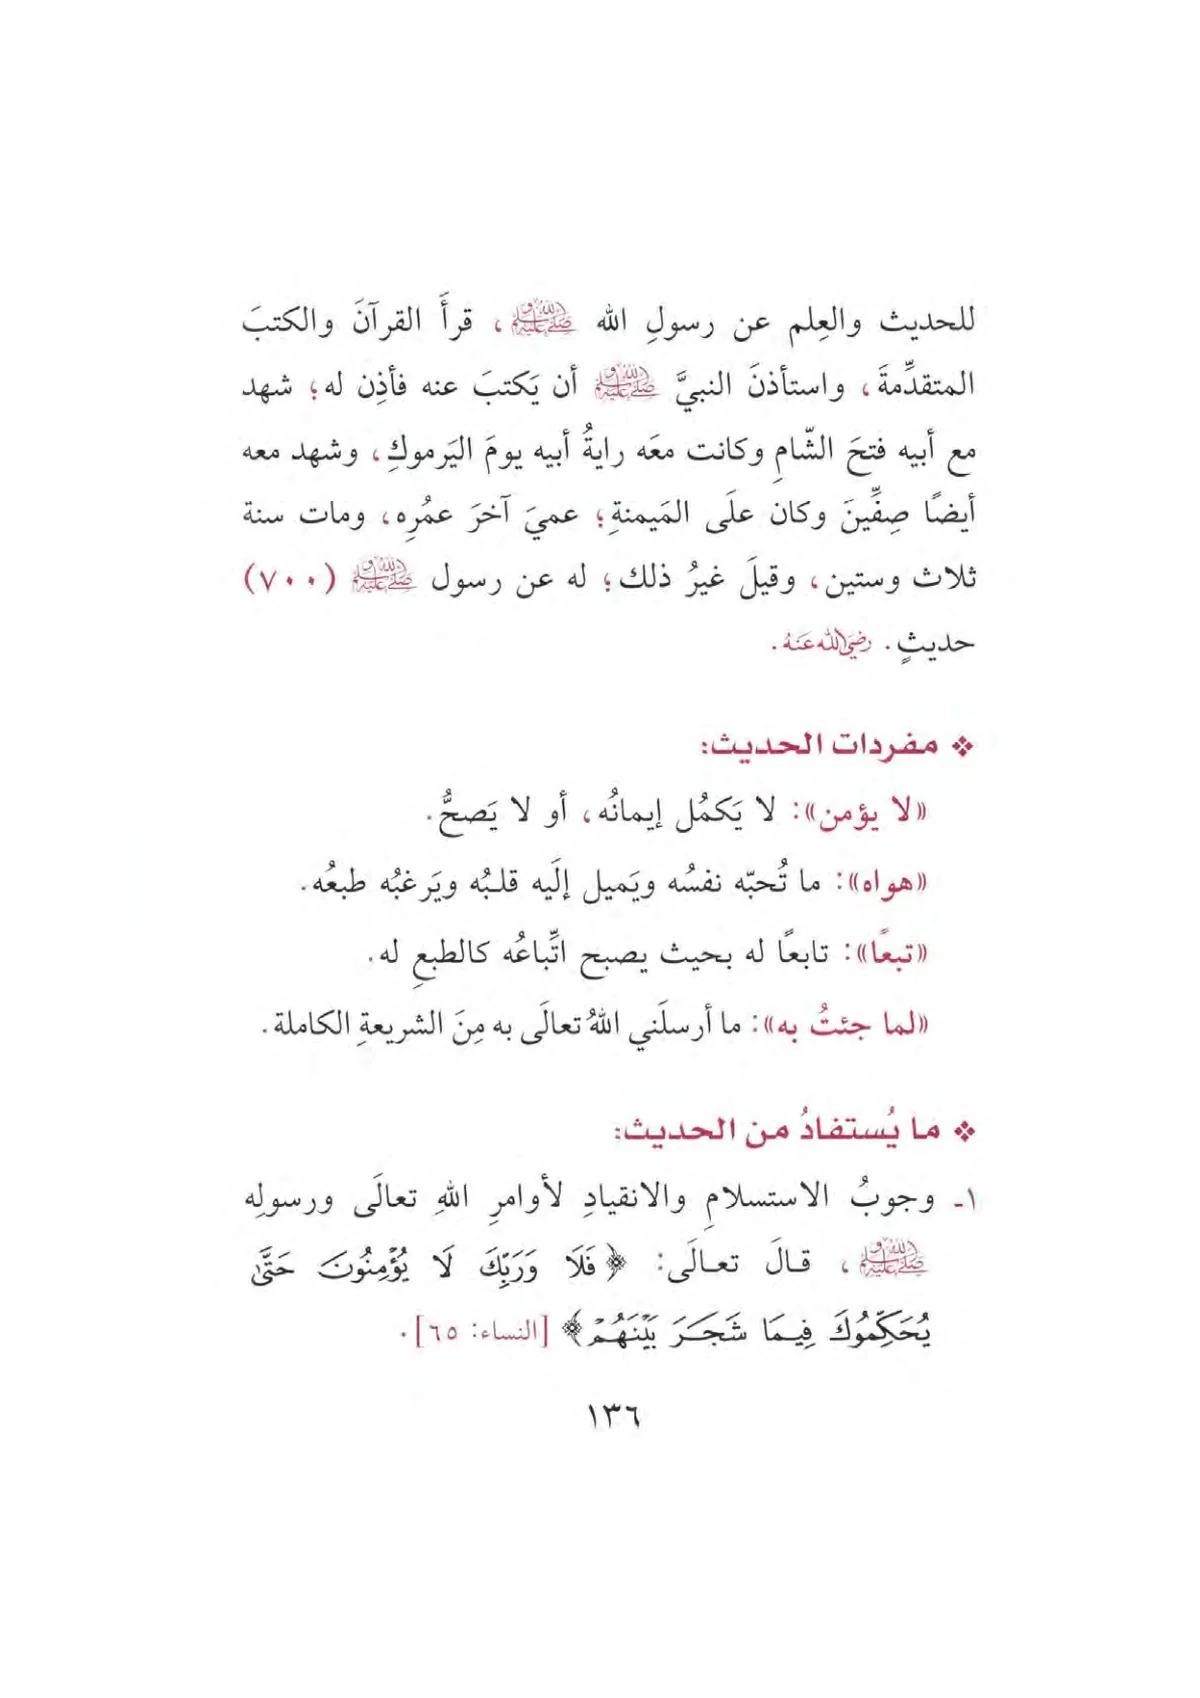 للحديث والعِلم عن رسولِ الله ﷺ، قرأَ القرآنَ والكتبَ
المتقدِّمةَ، واستأذنَ النبيَّ ﷺ أن يَكتبَ عنه فأذِن له؛ شهد
مع أبيه فتحَ الشّامِ وكانت معَه رايةُ أبيه يومَ اليَرموكِ، وشهد معه
أيضًا صِفِّينَ وكان علَى المَيمنةِ؛ عميَ آخرَ عمُرِه، ومات سنة
ثلاث وستين، وقيلَ غيرُ ذلك؛ له عن رسول ﷺ (٧٠٠)
حديثٍ. رَضِيَ اللهُ عَنهُ.
❖ مفردات الحديث:
«لا يؤمن»: لا يَكمُل إيمانُه، أو لا يَصحُّ.
«هواه»: ما تُحبّه نفسُه ويَميل إلَيه قلبُه ويَرغبُه طبعُه.
«تبعًا»: تابعًا له بحيث يصبح اتِّباعُه كالطبعِ له.
«لما جئتُ به»: ما أرسلَني اللهُ تعالَى به مِنَ الشريعةِ الكاملة.
❖ ما يُستفادُ من الحديث:
١ـ وجوبُ الاستسلامِ والانقيادِ لأوامرِ اللهِ تعالَى ورسولِه
ﷺ، قالَ تعالَى: ﴿فَلَا وَرَبِّكَ لَا يُؤْمِنُونَ حَتَّىٰ
يُحَكِّمُوكَ فِيمَا شَجَرَ بَيْنَهُمْ﴾ [النساء: ٦٥].
١٣٦